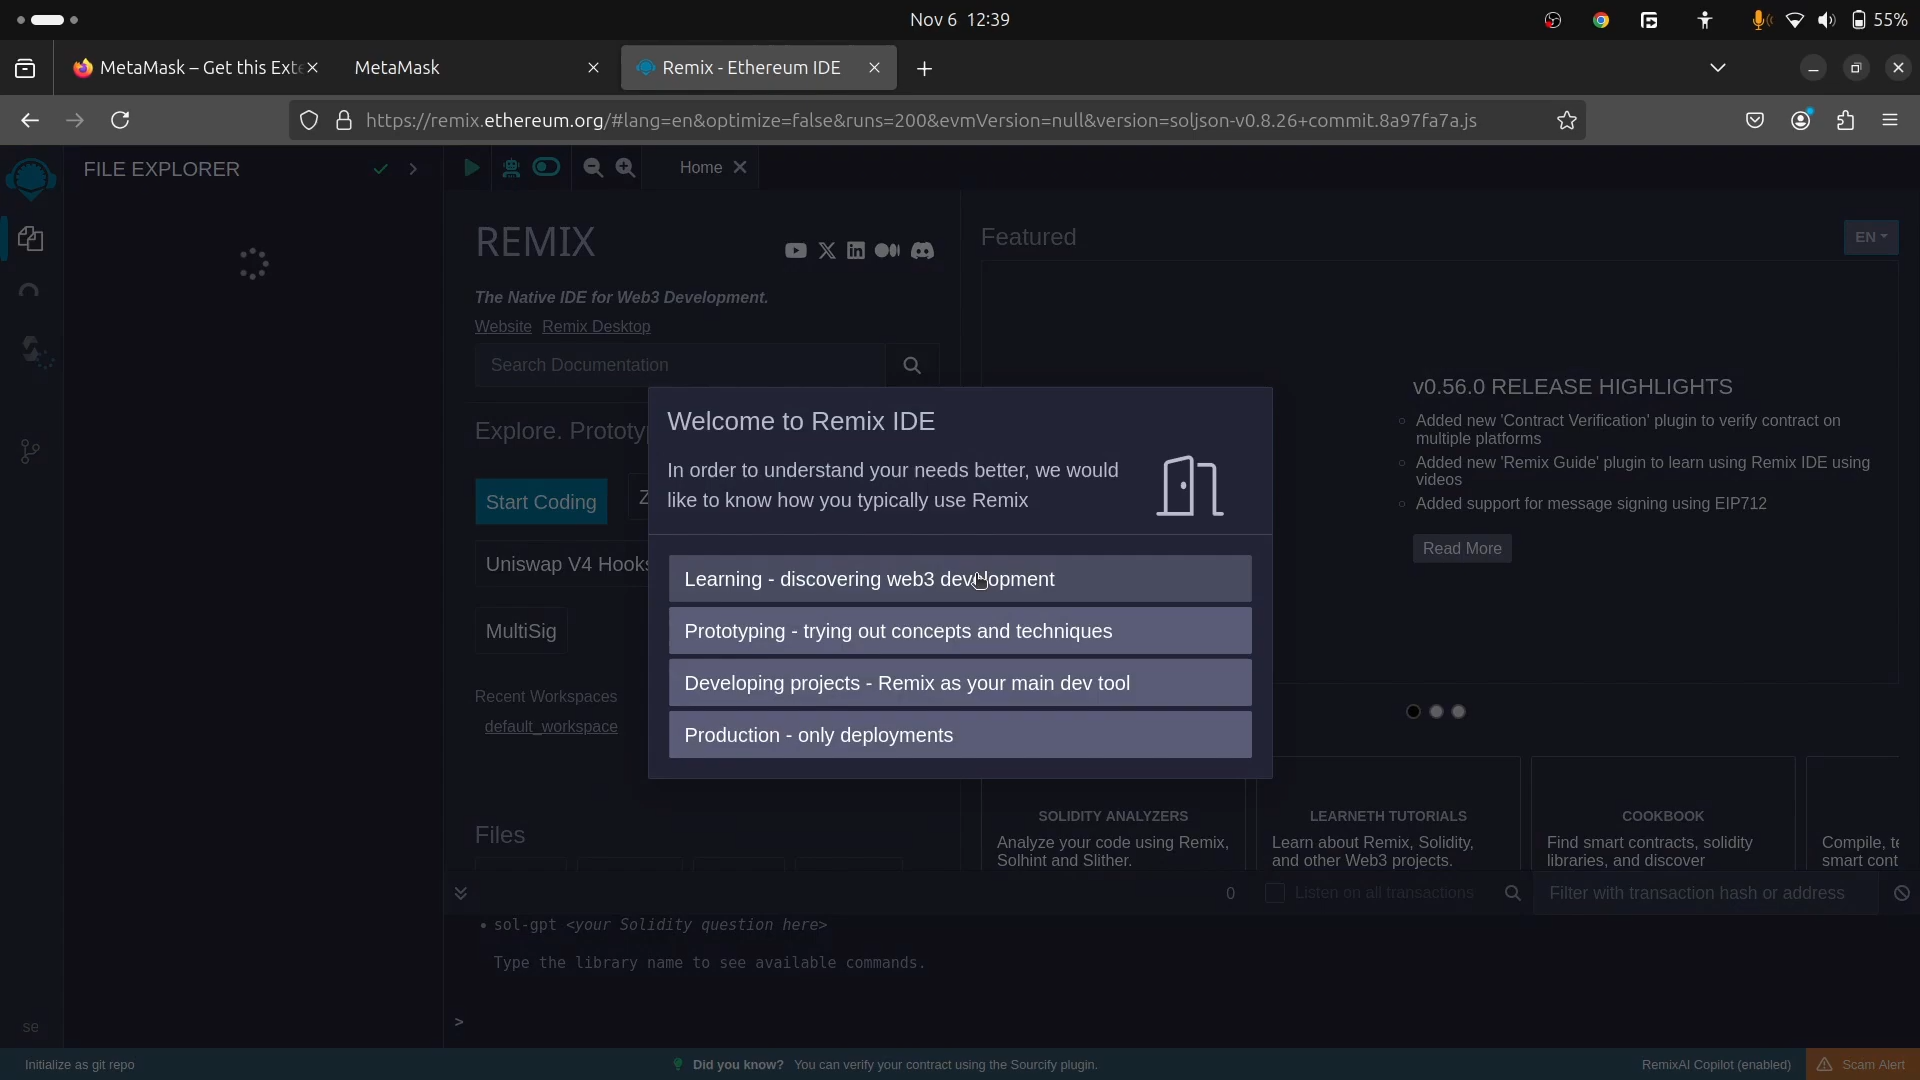 Nov 6 12:39
55%
MetaMask – Get this Exte
MetaMask
Remix - Ethereum IDE
https://remix.ethereum.org/#lang=en&optimize=false&runs=200&evmVersion=null&version=soljson-v0.8.26+commit.8a97fa7a.js
FILE EXPLORER
Home
REMIX
The Native IDE for Web3 Development.
Website Remix Desktop
Search Documentation
Explore. Prototyp
Start Coding
Z
Uniswap V4 Hooks
MultiSig
Recent Workspaces
default_workspace
Files
Featured
EN
v0.56.0 RELEASE HIGHLIGHTS
Added new 'Contract Verification' plugin to verify contract on
multiple platforms
Added new 'Remix Guide' plugin to learn using Remix IDE using
videos
Added support for message signing using EIP712
Read More
Welcome to Remix IDE
In order to understand your needs better, we would
like to know how you typically use Remix
Learning - discovering web3 development
Prototyping - trying out concepts and techniques
Developing projects - Remix as your main dev tool
Production - only deployments
SOLIDITY ANALYZERS
Analyze your code using Remix,
Solhint and Slither.
LEARNETH TUTORIALS
Learn about Remix, Solidity,
and other Web3 projects.
COOKBOOK
Find smart contracts, solidity
libraries, and discover
Compile, te
smart cont
0
Listen on all transactions
Filter with transaction hash or address
• sol-gpt <your Solidity question here>
Type the library name to see available commands.
>
se
Initialize as git repo
Did you know? You can verify your contract using the Sourcify plugin.
RemixAI Copilot (enabled)
Scam Alert